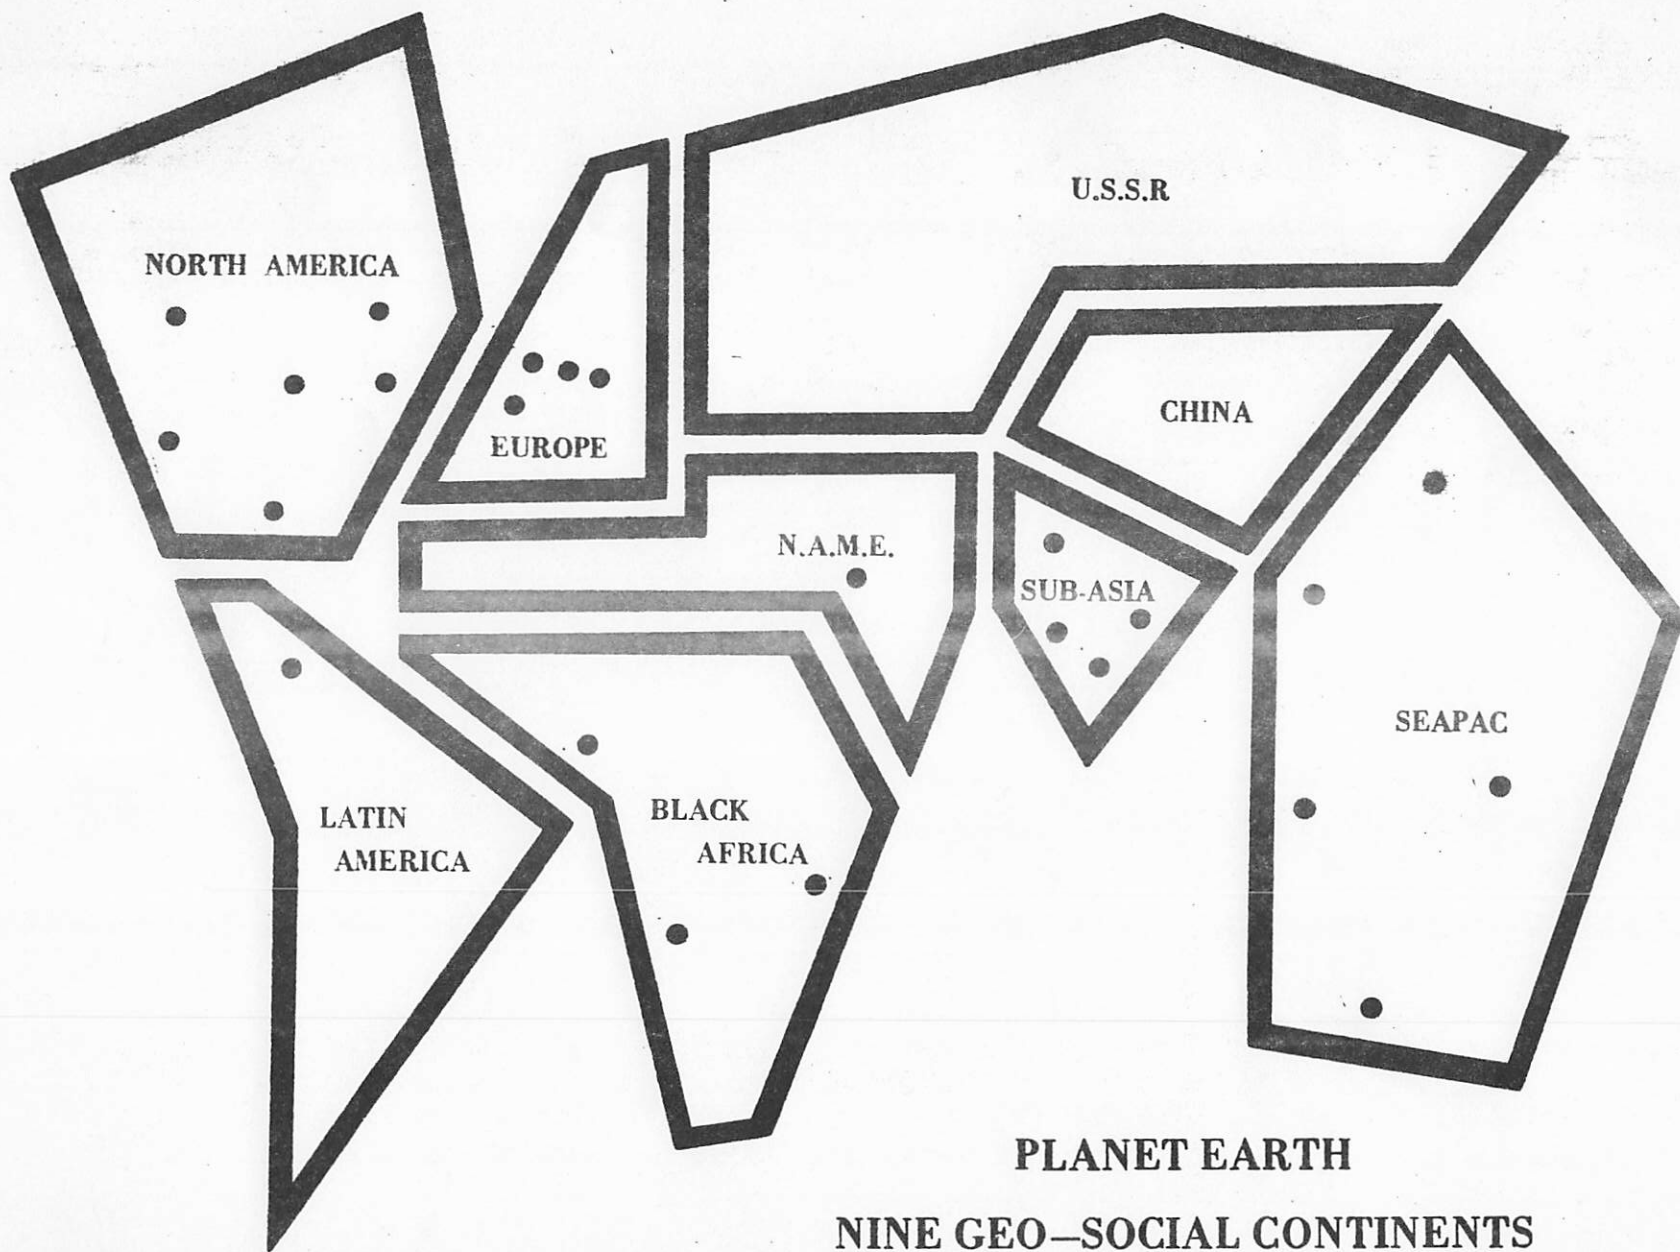 U.S.S.R
NORTH AMERICA
CHINA
EUROPE
N.A.M.E.
SUB-ASIA
SEAPAC
LATIN
AMERICA
BLACK
AFRICA
PLANET EARTH
NINE GEO—SOCIAL CONTINENTS